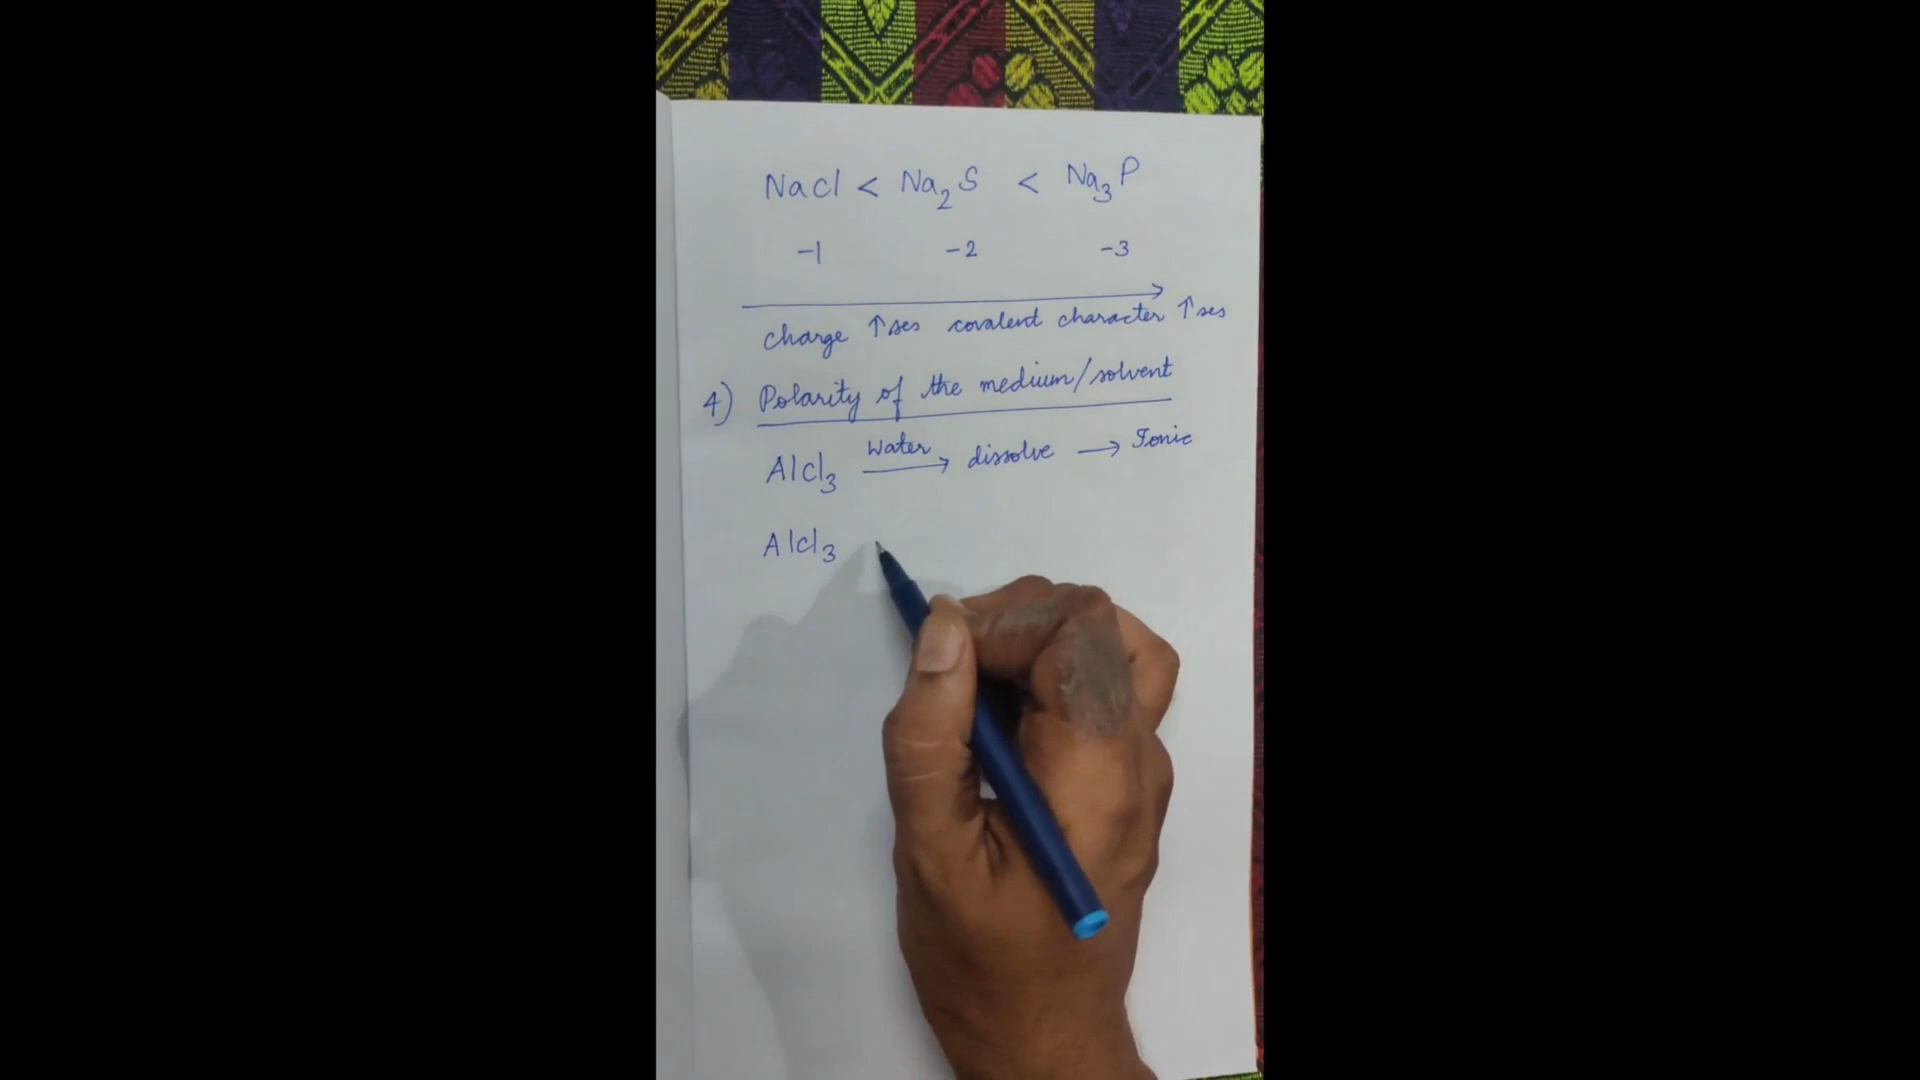 NaCl < Na2S < Na3P
-1 -2 -3
charge ↑ses covalent character ↑ses
4) Polarity of the medium/solvent
AlCl3 Water → dissolve → Ionic
AlCl3